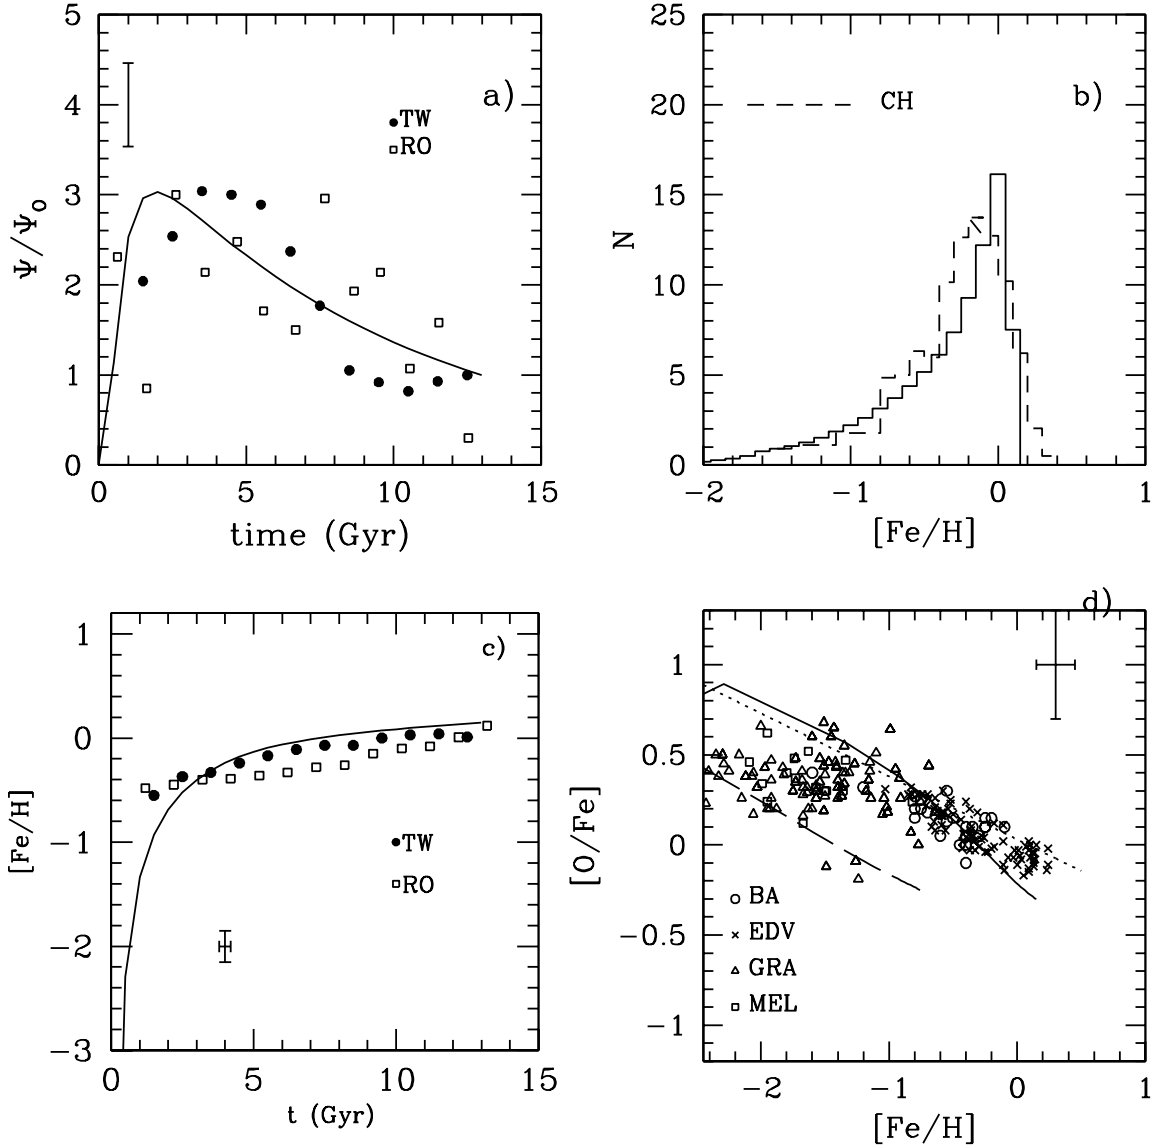 5
4
3
2
1
0
Ψ/Ψ0
a)
TW
RO
0 5 10 15
time (Gyr)
25
20
15
10
5
0
N
CH
b)
−2 −1 0 1
[Fe/H]
1
0
−1
−2
−3
[Fe/H]
c)
TW
RO
0 5 10 15
t (Gyr)
d)
1
0.5
0
−0.5
−1
[O/Fe]
BA
EDV
GRA
MEL
−2 −1 0 1
[Fe/H]